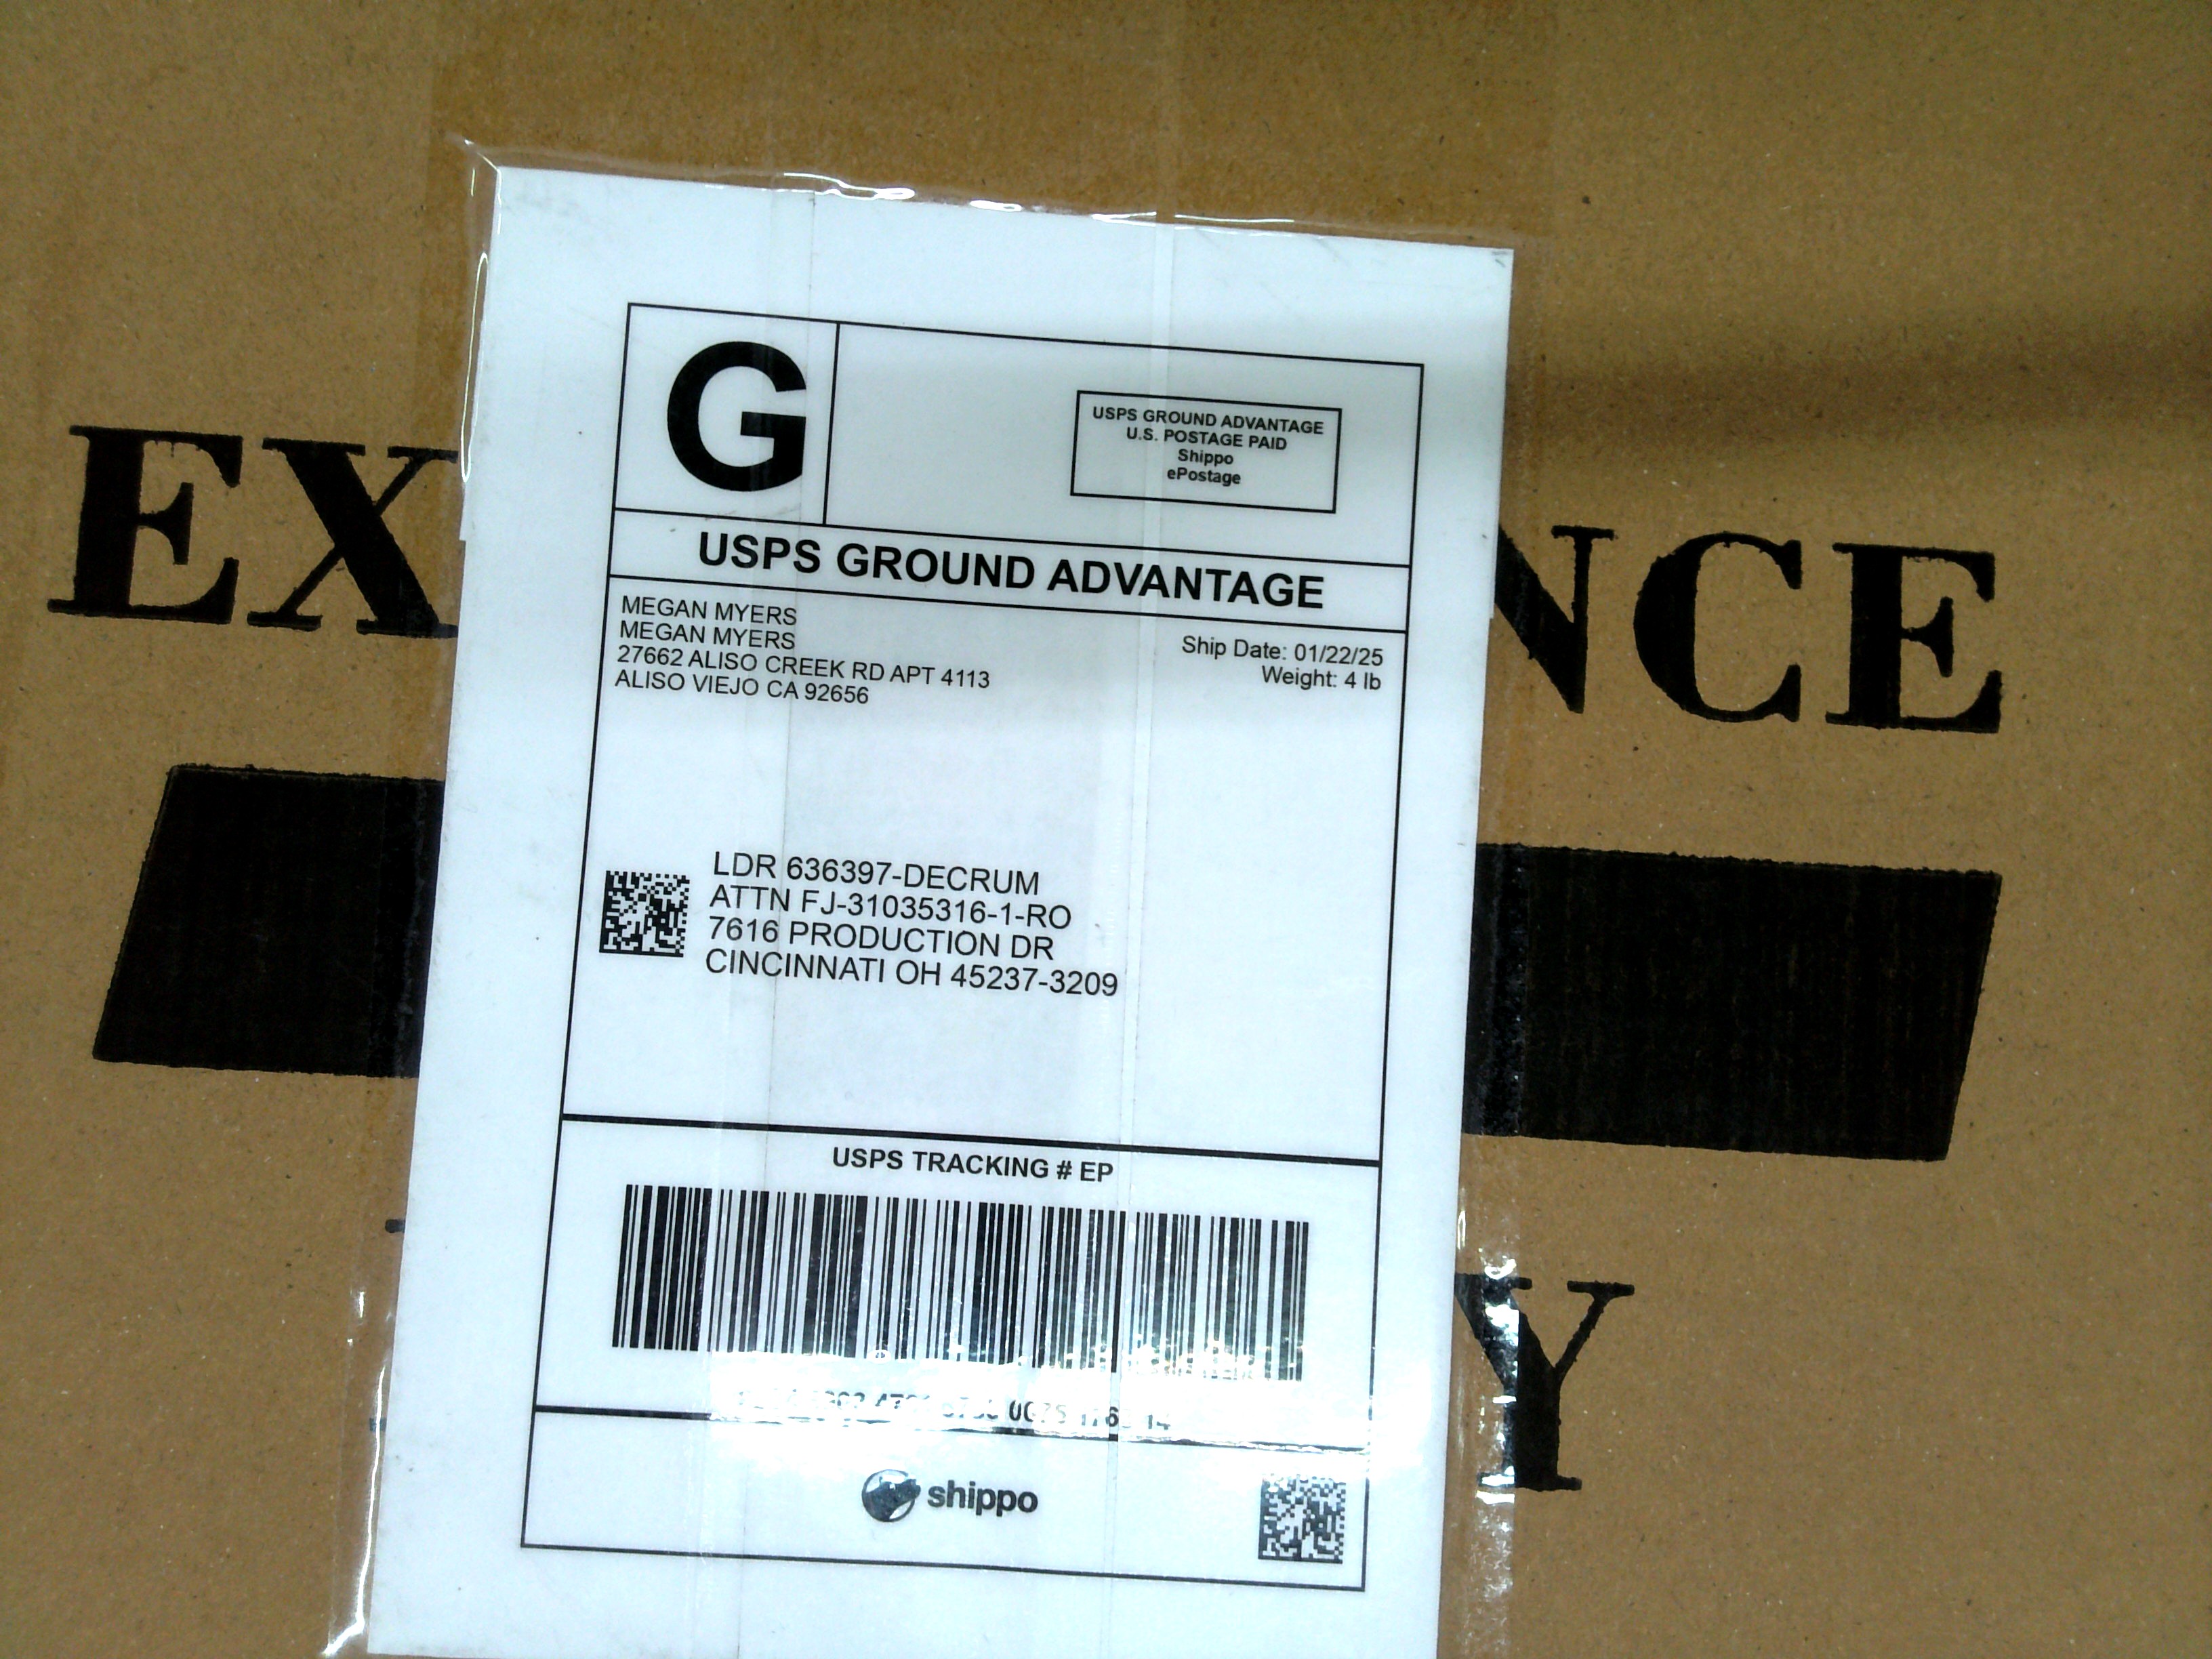 EX
NCE
Y
G
USPS GROUND ADVANTAGE
U.S. POSTAGE PAID
Shippo
ePostage
USPS GROUND ADVANTAGE
MEGAN MYERS
MEGAN MYERS
27662 ALISO CREEK RD APT 4113
ALISO VIEJO CA 92656
Ship Date: 01/22/25
Weight: 4 lb
LDR 636397-DECRUM
ATTN FJ-31035316-1-RO
7616 PRODUCTION DR
CINCINNATI OH 45237-3209
USPS TRACKING # EP
shippo